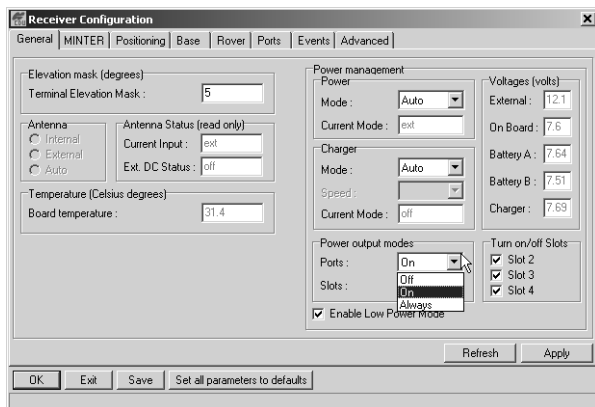 Receiver Configuration
General MINTER Positioning Base Rover Ports Events Advanced
Elevation mask (degrees)
Terminal Elevation Mask : 5
Antenna
Internal
External
Auto
Antenna Status (read only)
Current Input : ext
Ext. DC Status : off
Temperature (Celsius degrees)
Board temperature : 31.4
Power management
Power
Mode : Auto
Current Mode : ext
Charger
Mode : Auto
Speed :
Current Mode : off
Power output modes
Ports : On
Off
On
Always
Slots :
Enable Low Power Mode
Voltages (volts)
External : 12.1
On Board : 7.6
Battery A : 7.64
Battery B : 7.51
Charger : 7.69
Turn on/off Slots
Slot 2
Slot 3
Slot 4
Refresh Apply
OK Exit Save Set all parameters to defaults